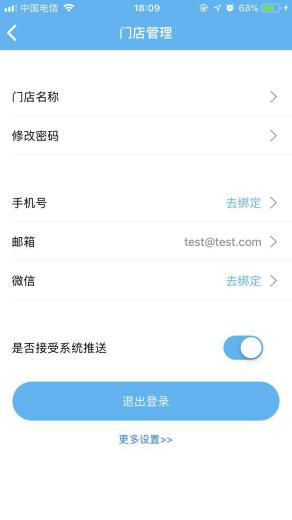 中国电信 18:09 68%
门店管理
门店名称
修改密码
手机号 去绑定
邮箱 test@test.com
微信 去绑定
是否接受系统推送
退出登录
更多设置>>